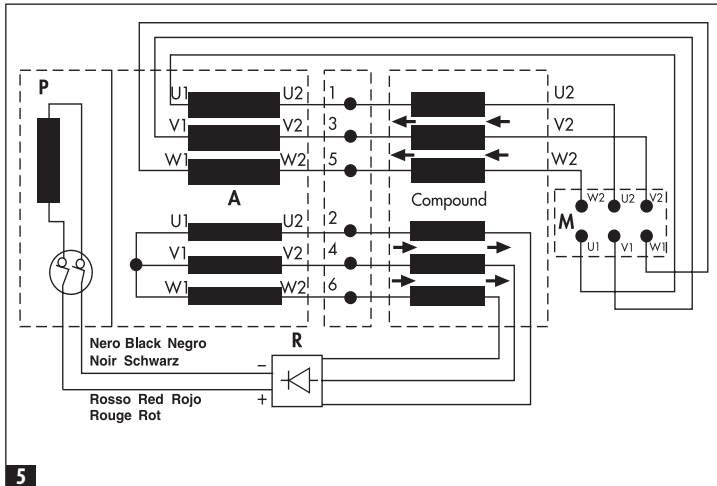 P
U1 U2 1 U2
V1 V2 3 V2
W1 W2 5 W2
A
Compound
W2 U2 V2
M
U1 V1 W1
U1 U2 2
V1 V2 4
W1 W2 6
Nero Black Negro
Noir Schwarz
R
–
+
Rosso Red Rojo
Rouge Rot
5